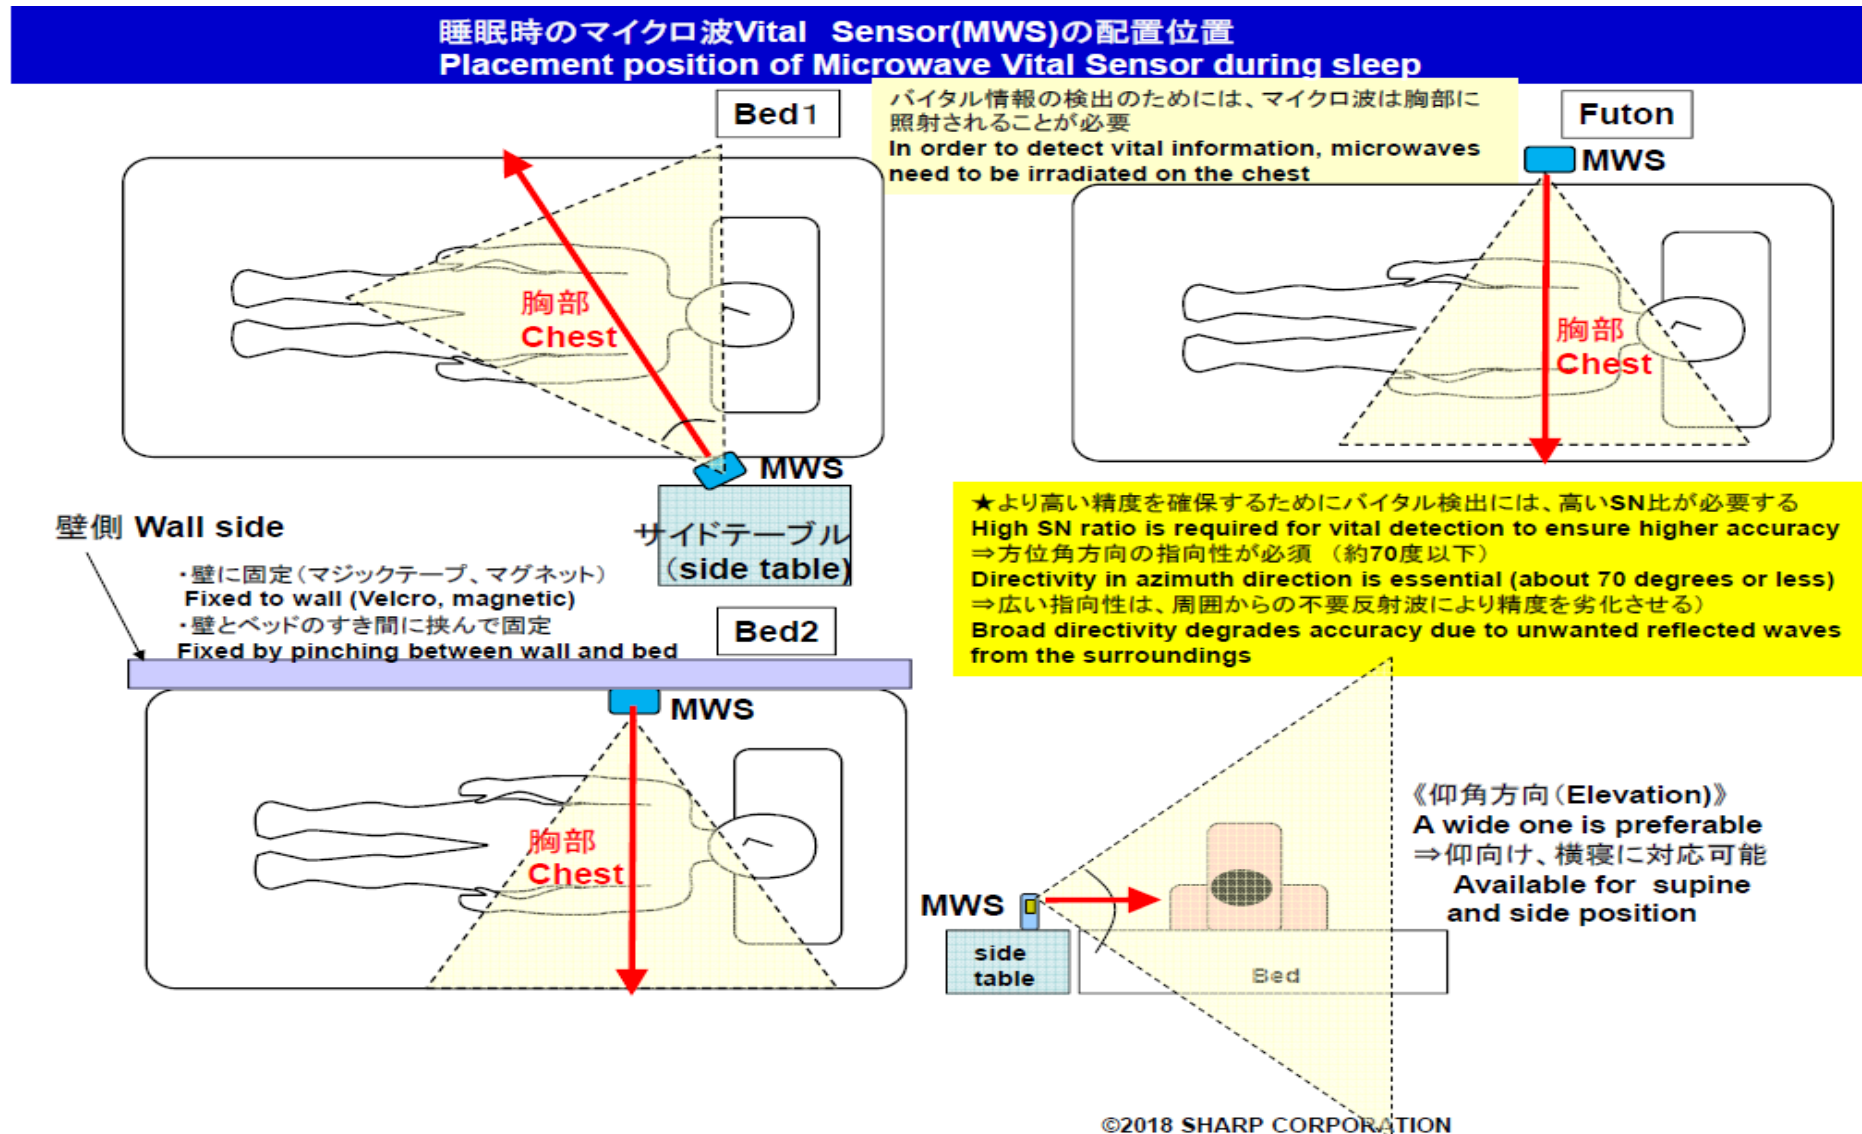 睡眠時のマイクロ波Vital Sensor(MWS)の配置位置
Placement position of Microwave Vital Sensor during sleep
Bed1
バイタル情報の検出のためには、マイクロ波は胸部に
照射されることが必要
In order to detect vital information, microwaves
need to be irradiated on the chest
Futon
MWS
胸部
Chest
胸部
Chest
MWS
サイドテーブル
(side table)
★より高い精度を確保するためにバイタル検出には、高いSN比が必要する
High SN ratio is required for vital detection to ensure higher accuracy
⇒方位角方向の指向性が必須 （約70度以下）
Directivity in azimuth direction is essential (about 70 degrees or less)
⇒広い指向性は、周囲からの不要反射波により精度を劣化させる）
Broad directivity degrades accuracy due to unwanted reflected waves
from the surroundings
壁側 Wall side
・壁に固定（マジックテープ、マグネット）
Fixed to wall (Velcro, magnetic)
・壁とベッドのすき間に挟んで固定
Fixed by pinching between wall and bed
Bed2
MWS
胸部
Chest
《仰角方向（Elevation)》
A wide one is preferable
⇒仰向け、横寝に対応可能
Available for supine
and side position
MWS
side
table
Bed
©2018 SHARP CORPORATION